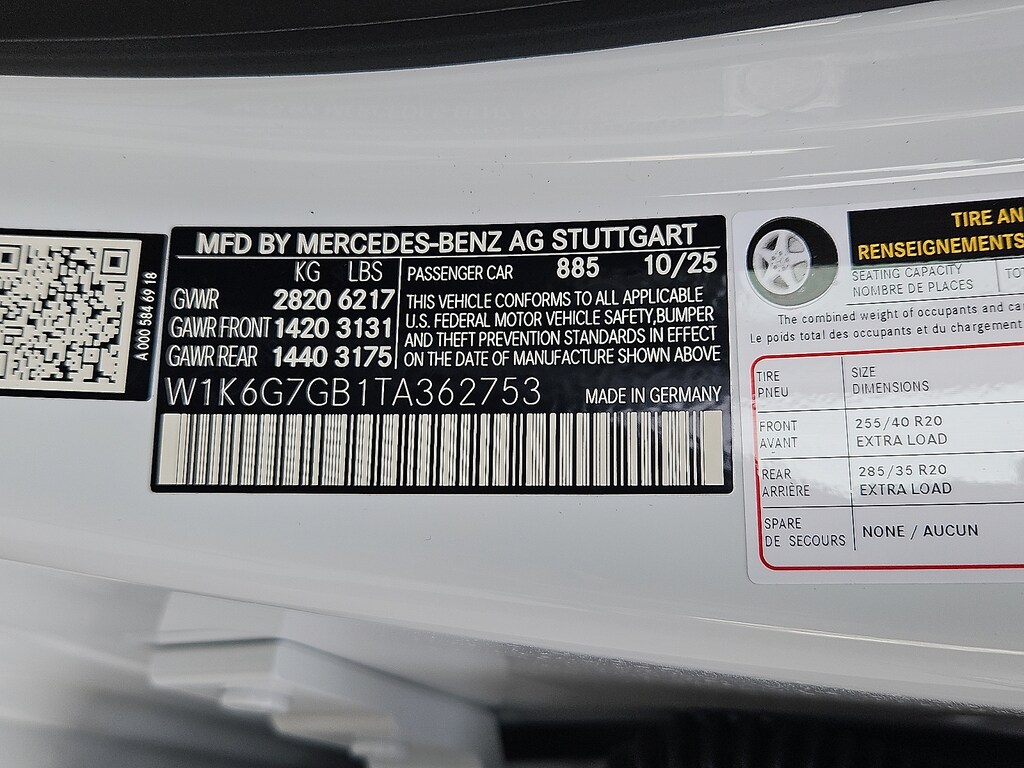 A 000 584 69 18
MFD BY MERCEDES-BENZ AG STUTTGART
KG LBS
GVWR 2820 6217
GAWR FRONT 1420 3131
GAWR REAR 1440 3175
PASSENGER CAR 885 10/25
THIS VEHICLE CONFORMS TO ALL APPLICABLE
U.S. FEDERAL MOTOR VEHICLE SAFETY,BUMPER
AND THEFT PREVENTION STANDARDS IN EFFECT
ON THE DATE OF MANUFACTURE SHOWN ABOVE
W1K6G7GB1TA362753 MADE IN GERMANY
TIRE AN
RENSEIGNEMENTS
SEATING CAPACITY
NOMBRE DE PLACES
TO
The combined weight of occupants and ca
Le poids total des occupants et du chargement
TIRE
PNEU
SIZE
DIMENSIONS
FRONT
AVANT
255/40 R20
EXTRA LOAD
REAR
ARRIÈRE
285/35 R20
EXTRA LOAD
SPARE
DE SECOURS
NONE / AUCUN